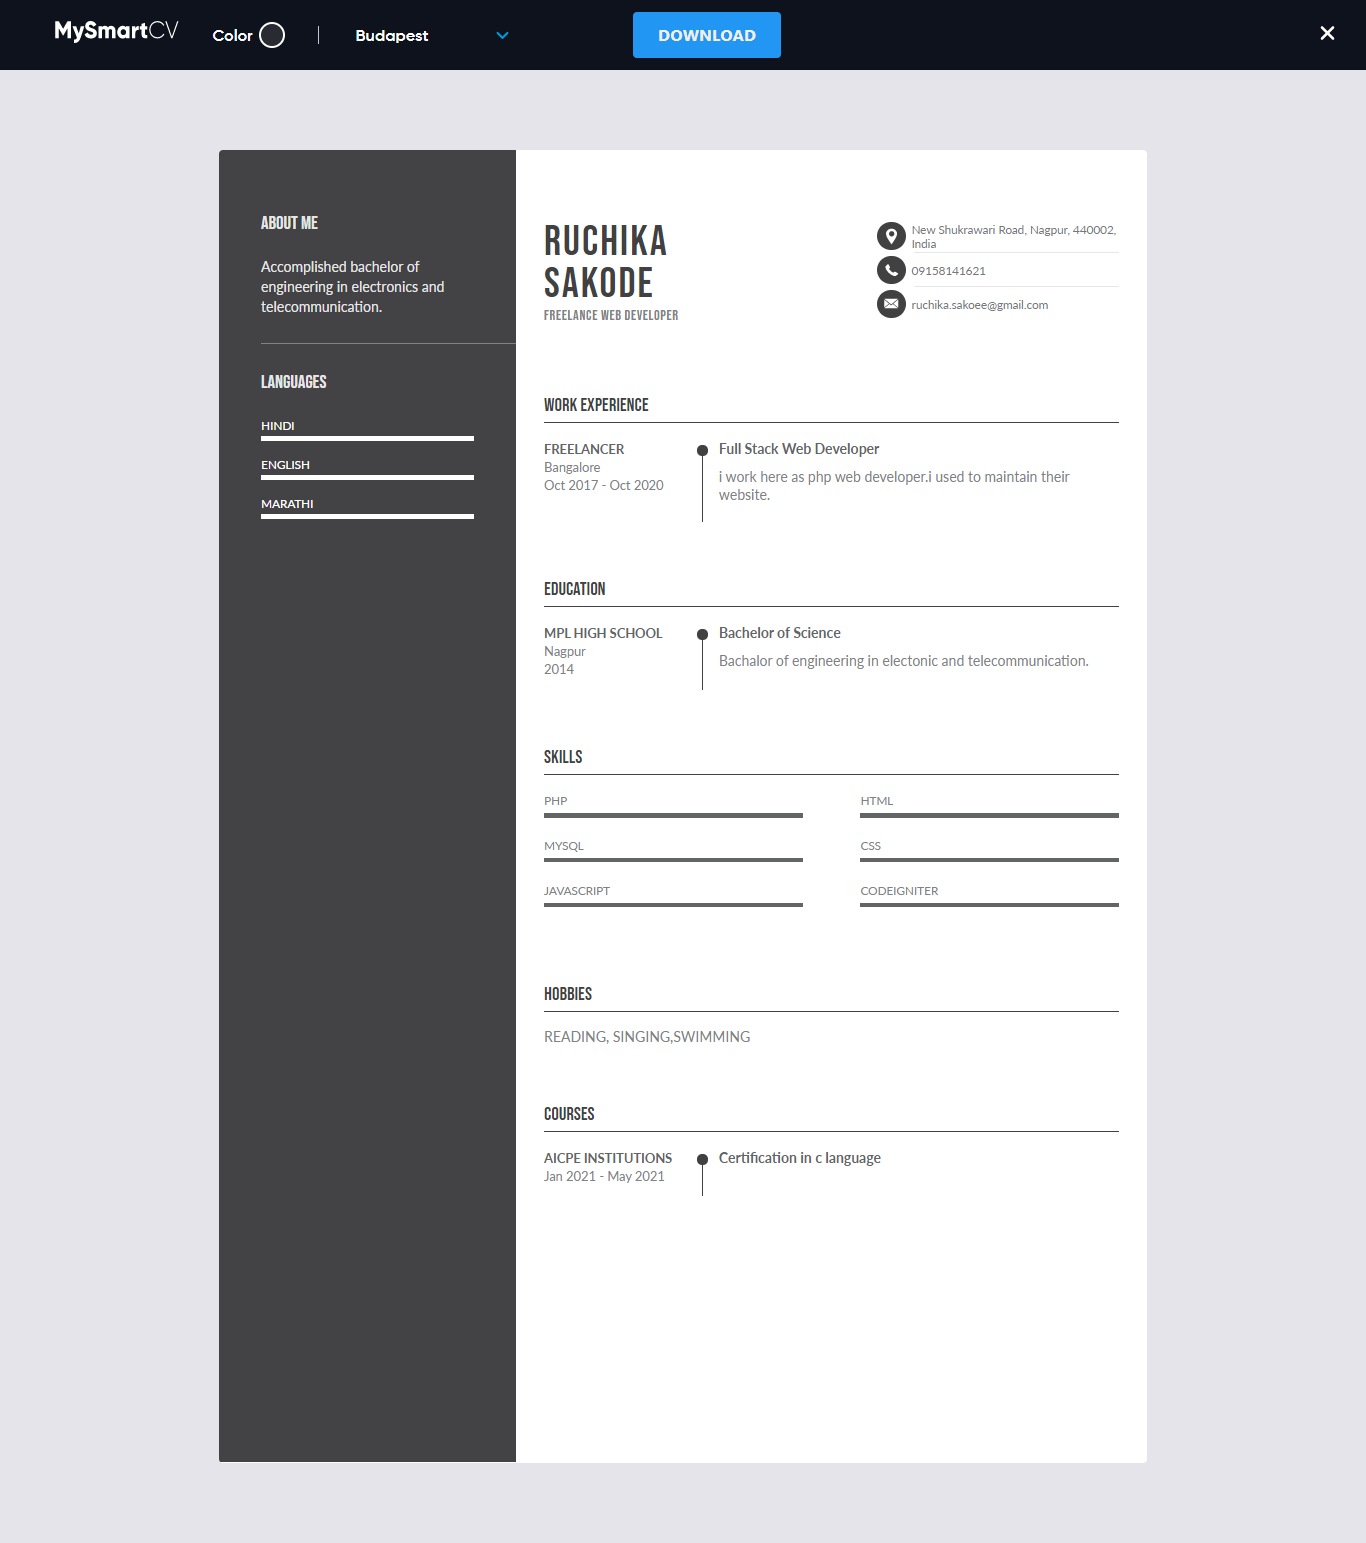 MySmartCV
Color
Budapest
DOWNLOAD
ABOUT ME
Accomplished bachelor of
engineering in electronics and
telecommunication.
LANGUAGES
HINDI
ENGLISH
MARATHI
RUCHIKA
SAKODE
FREELANCE WEB DEVELOPER
New Shukrawari Road, Nagpur, 440002,
India
09158141621
ruchika.sakoee@gmail.com
WORK EXPERIENCE
FREELANCER
Bangalore
Oct 2017 - Oct 2020
Full Stack Web Developer
i work here as php web developer.i used to maintain their
website.
EDUCATION
MPL HIGH SCHOOL
Nagpur
2014
Bachelor of Science
Bachalor of engineering in electonic and telecommunication.
SKILLS
PHP
HTML
MYSQL
CSS
JAVASCRIPT
CODEIGNITER
HOBBIES
READING, SINGING,SWIMMING
COURSES
AICPE INSTITUTIONS
Jan 2021 - May 2021
Certification in c language